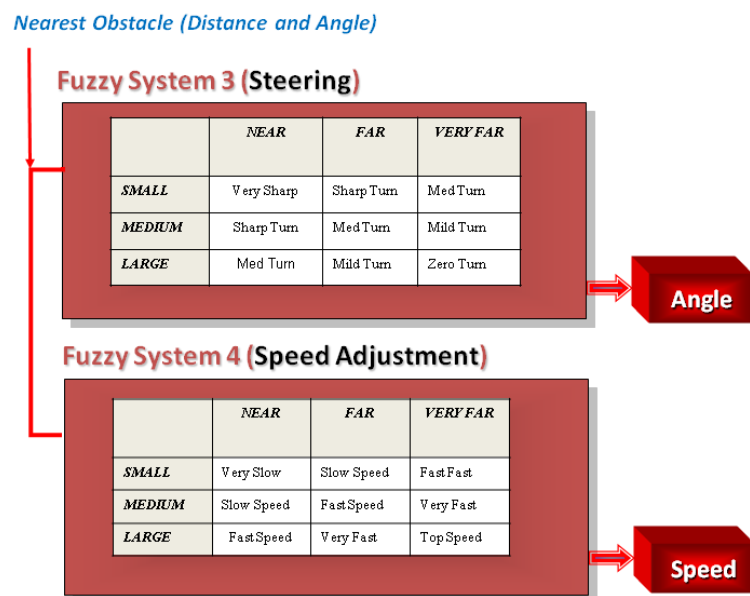 Nearest Obstacle (Distance and Angle)
Fuzzy System 3 (Steering)
NEAR FAR VERY FAR
SMALL Very Sharp Sharp Turn Med Turn
MEDIUM Sharp Turn Med Turn Mild Turn
LARGE Med Turn Mild Turn Zero Turn
Angle
Fuzzy System 4 (Speed Adjustment)
NEAR FAR VERY FAR
SMALL Very Slow Slow Speed Fast Fast
MEDIUM Slow Speed Fast Speed Very Fast
LARGE Fast Speed Very Fast Top Speed
Speed